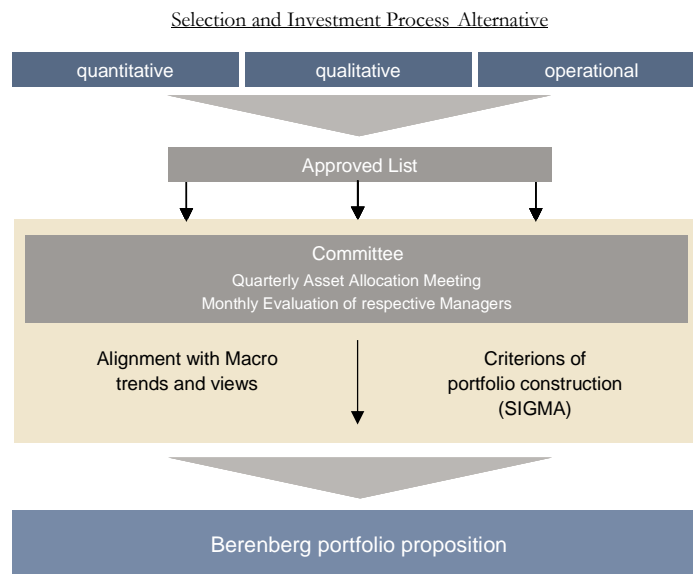 Selection and Investment Process Alternative
quantitative
qualitative
operational
Approved List
Committee
Quarterly Asset Allocation Meeting
Monthly Evaluation of respective Managers
Alignment with Macro
trends and views
Criterions of
portfolio construction
(SIGMA)
Berenberg portfolio proposition